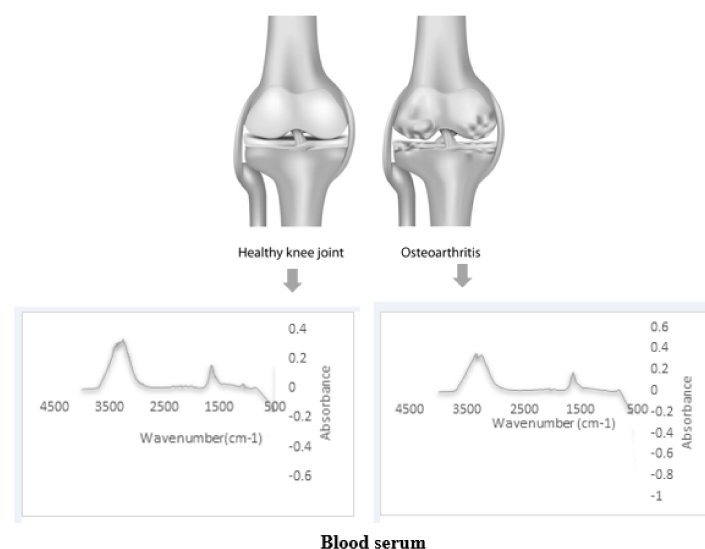 Healthy knee joint
Osteoarthritis
0.4
0.2
0
-0.2
-0.4
-0.6
4500 3500 2500 1500 500
Wavenumber(cm-1)
Absorbance
0.6
0.4
0.2
0
-0.2
-0.4
-0.6
-0.8
-1
4500 3500 2500 1500 500
Wavenumber(cm-1)
Absorbance
Blood serum